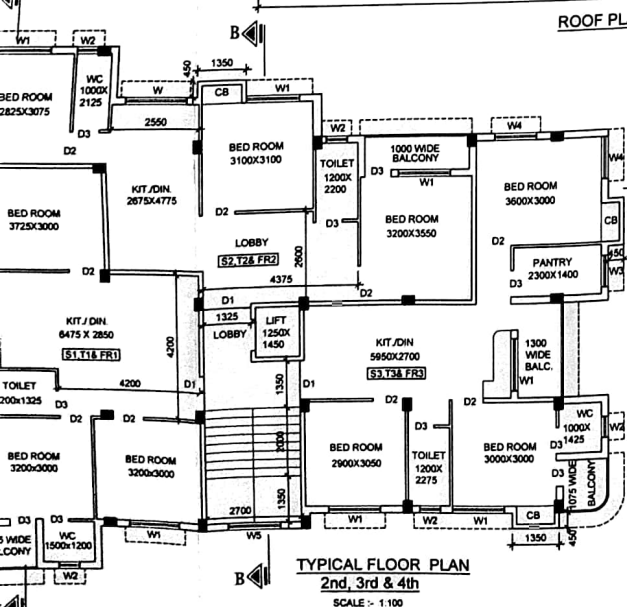 B
ROOF PL
1350
450
W1
W2
WC
1000X
2125
W
CB
W1
BED ROOM
2825X3075
2550
D3
D2
BED ROOM
3100X3100
W2
TOILET
1200X
2200
1000 WIDE
BALCONY
D3
W1
W4
W4
BED ROOM
3600X3000
KIT./DIN.
2675X4775
BED ROOM
3725X3000
D2
LOBBY
S2,T2& FR2
2600
D3
BED ROOM
3200X3550
CB
D2
PANTRY
2300X1400
450
W3
D3
D2
4375
D2
D1
1325
LOBBY
LIFT
1250X
1450
KIT./ DIN.
6475 X 2850
S1,T1& FR1
4200
KIT./DIN
5950X2700
S3,T3& FR3
1300
WIDE
BALC.
W1
TOILET
200x1325
D3
4200
D1
1350
D1
D2
D2
D2
D2
D3
WC
1000X
1425
W2
BED ROOM
3200x3000
BED ROOM
3200x3000
2000
BED ROOM
2900X3050
TOILET
1200X
2275
BED ROOM
3000X3000
D3
D3
1075 WIDE
BALCONY
1350
2700
D3
D3
WIDE
LCONY
WC
1500x1200
W1
W5
W1
W2
W1
CB
1350
450
W2
B
TYPICAL FLOOR PLAN
2nd, 3rd & 4th
SCALE :- 1:100